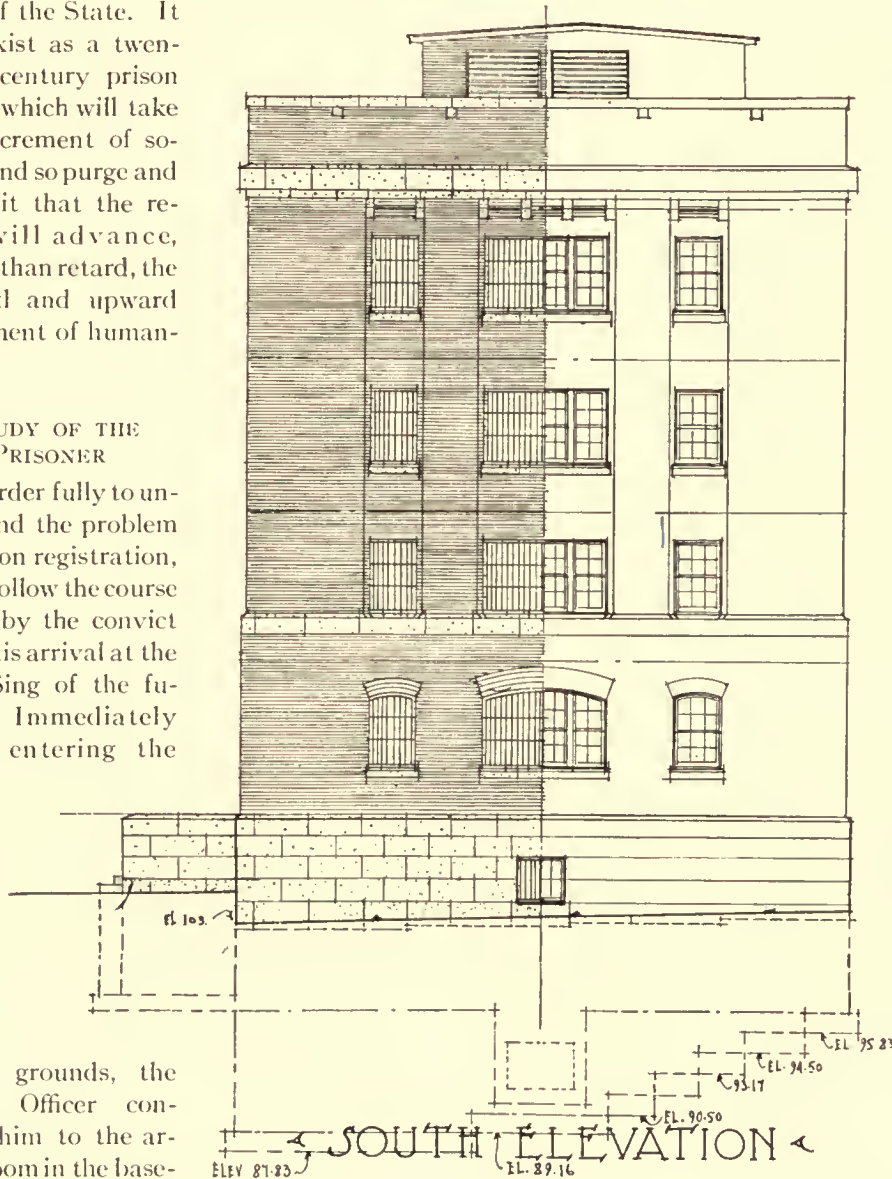 f the State. It
xist as a twen-
century prison
which will take
crement of so-
nd so purge and
it that the re-
vill advance,
than retard, the
d and upward
nent of human-
UDY OF THE
PRISONER
rder fully to un-
nd the problem
on registration,
ollow the course
by the convict
is arrival at the
Sing of the fu-
Immediately
entering the
El 103.
grounds, the
Officer con-
him to the ar-
oom in the base-
EL. 95.83
EL. 94.50
93.17
EL. 90.50
SOUTH ELEVATION
ELEV 87.83
EL. 89.16